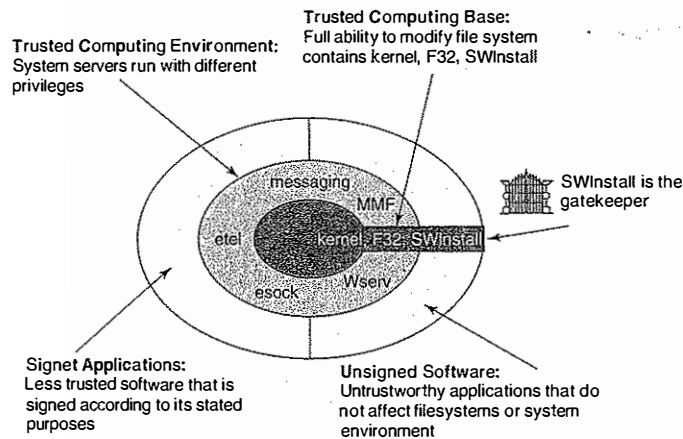 Trusted Computing Base:
Full ability to modify file system
contains kernel, F32, SWInstall
Trusted Computing Environment:
System servers run with different
privileges
messaging
MMF
SWInstall is the
gatekeeper
etel
kernel, F32, SWInstall
esock
Wserv
Signet Applications:
Less trusted software that is
signed according to its stated
purposes
Unsigned Software:
Untrustworthy applications that do
not affect filesystems or system
environment